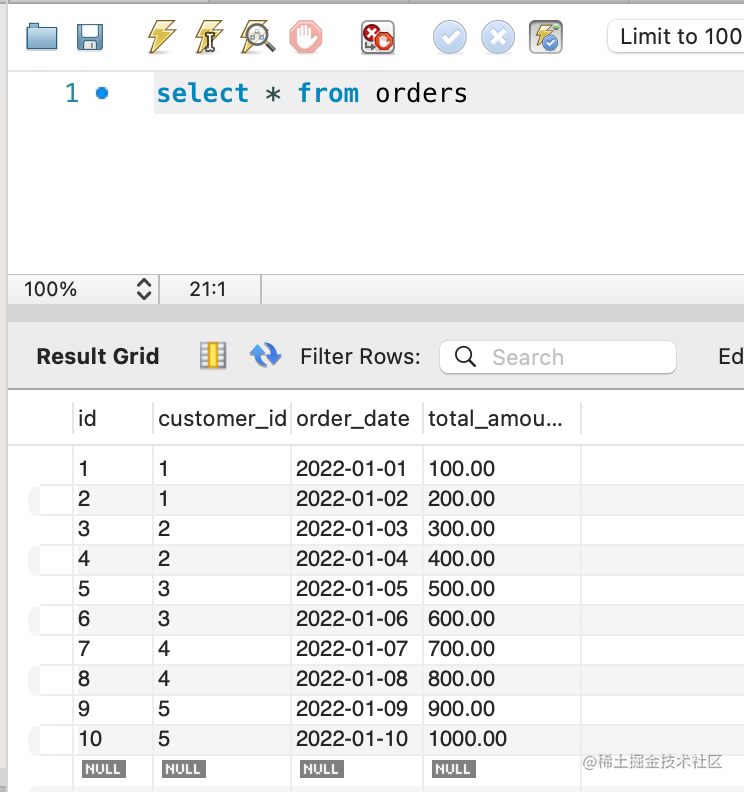 Limit to 100
1 select * from orders
100% 21:1
Result Grid Filter Rows: Search Ed
id customer_id order_date total_amou...
1 1 2022-01-01 100.00
2 1 2022-01-02 200.00
3 2 2022-01-03 300.00
4 2 2022-01-04 400.00
5 3 2022-01-05 500.00
6 3 2022-01-06 600.00
7 4 2022-01-07 700.00
8 4 2022-01-08 800.00
9 5 2022-01-09 900.00
10 5 2022-01-10 1000.00
NULL NULL NULL NULL
@稀土掘金技术社区